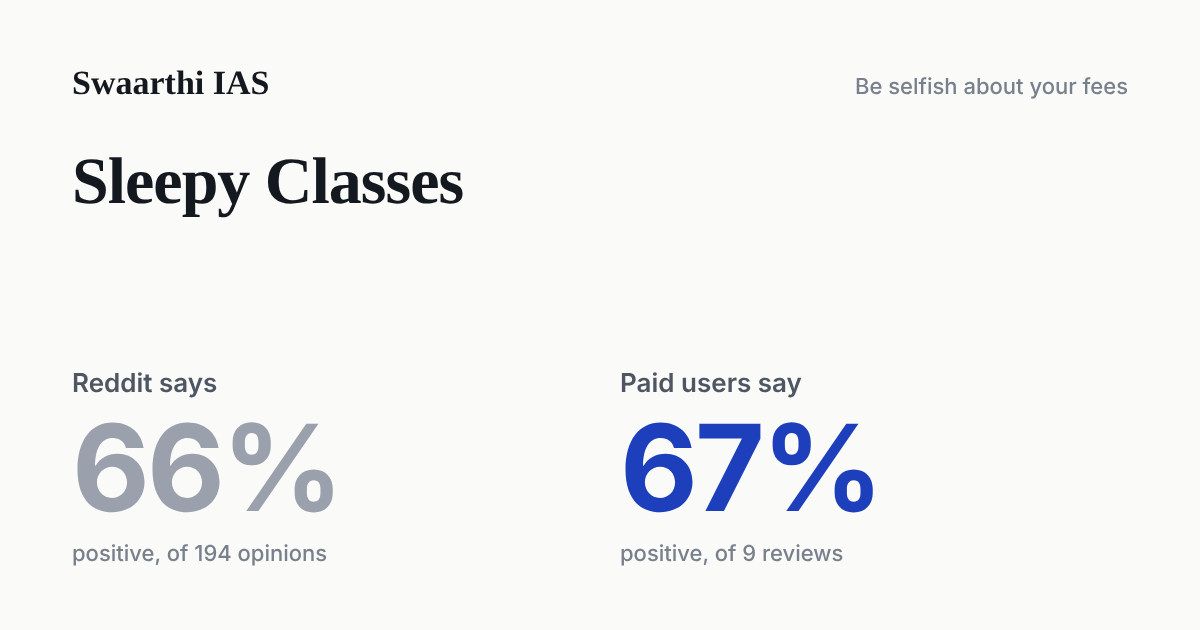 Swaarthi IAS
Be selfish about your fees
Sleepy Classes
Reddit says
66%
positive, of 194 opinions
Paid users say
67%
positive, of 9 reviews